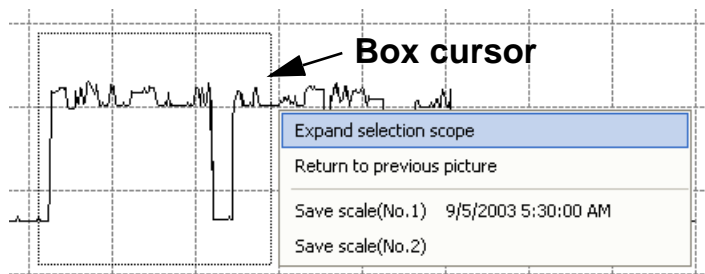 Box cursor
Expand selection scope
Return to previous picture
Save scale(No.1) 9/5/2003 5:30:00 AM
Save scale(No.2)